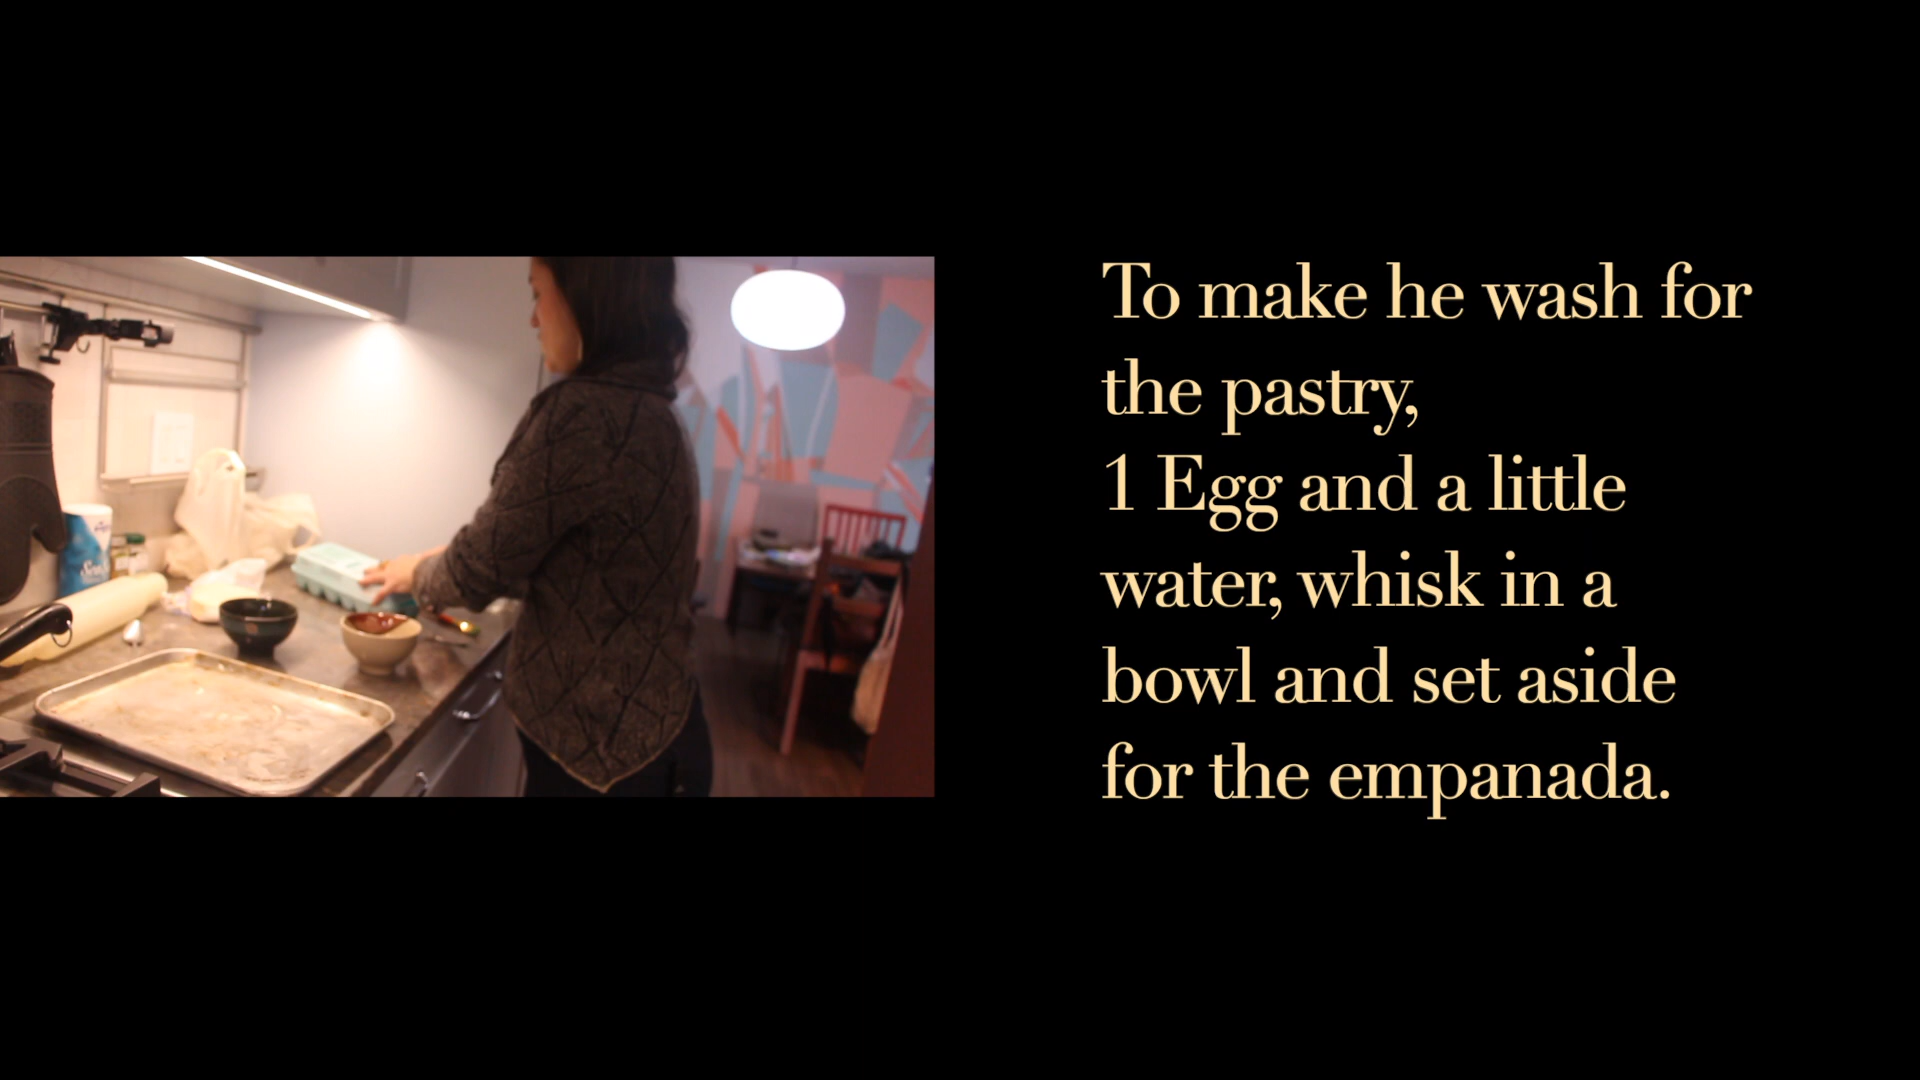 To make he wash for
the pastry,
1 Egg and a little
water, whisk in a
bowl and set aside
for the empanada.